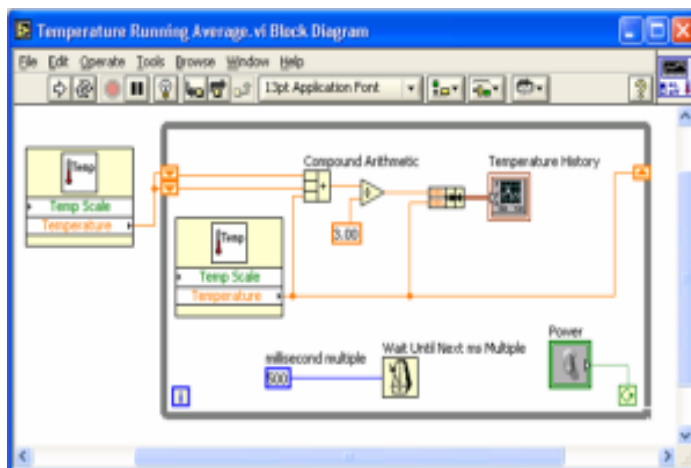 Temperature Running Average.vi Block Diagram
File Edit Operate Tools Browse Window Help
13pt Application Font
Temp
Temp Scale
Temperature
Compound Arithmetic
Temperature History
3.00
Temp
Temp Scale
Temperature
millisecond multiple
500
Wait Until Next ms Multiple
Power
i